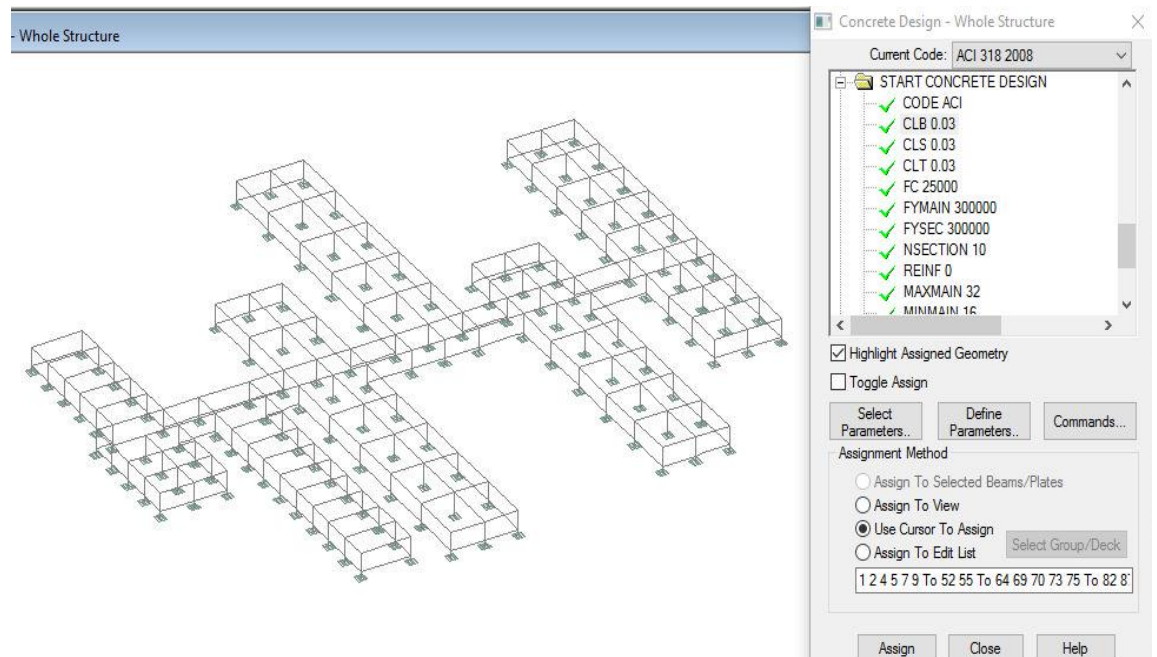 - Whole Structure
Concrete Design - Whole Structure
Current Code: ACI 318 2008
START CONCRETE DESIGN
CODE ACI
CLB 0.03
CLS 0.03
CLT 0.03
FC 25000
FYMAIN 300000
FYSEC 300000
NSECTION 10
REINF 0
MAXMAIN 32
MINMAIN 16
Highlight Assigned Geometry
Toggle Assign
Select Parameters..
Define Parameters..
Commands...
Assignment Method
Assign To Selected Beams/Plates
Assign To View
Use Cursor To Assign
Assign To Edit List
Select Group/Deck
1 2 4 5 7 9 To 52 55 To 64 69 70 73 75 To 82
Assign Close Help